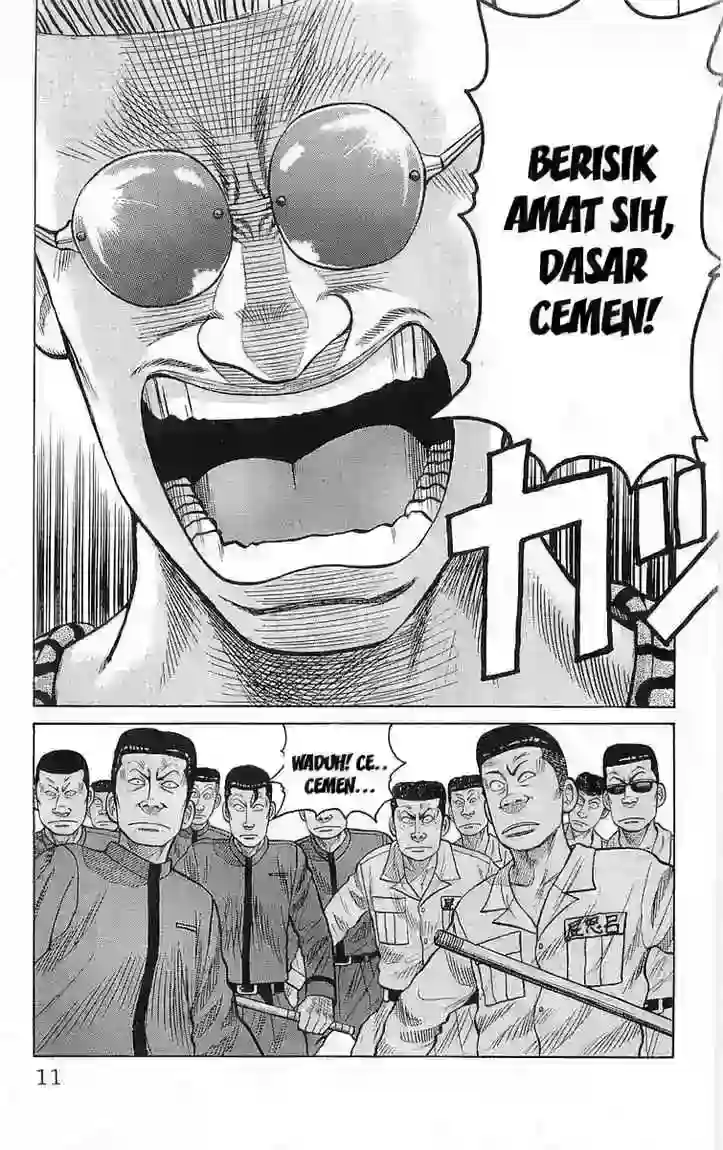 BERISIK
AMAT SIH,
DASAR
CEMEN!
カッ
WADUH! CE..
CEMEN...
11